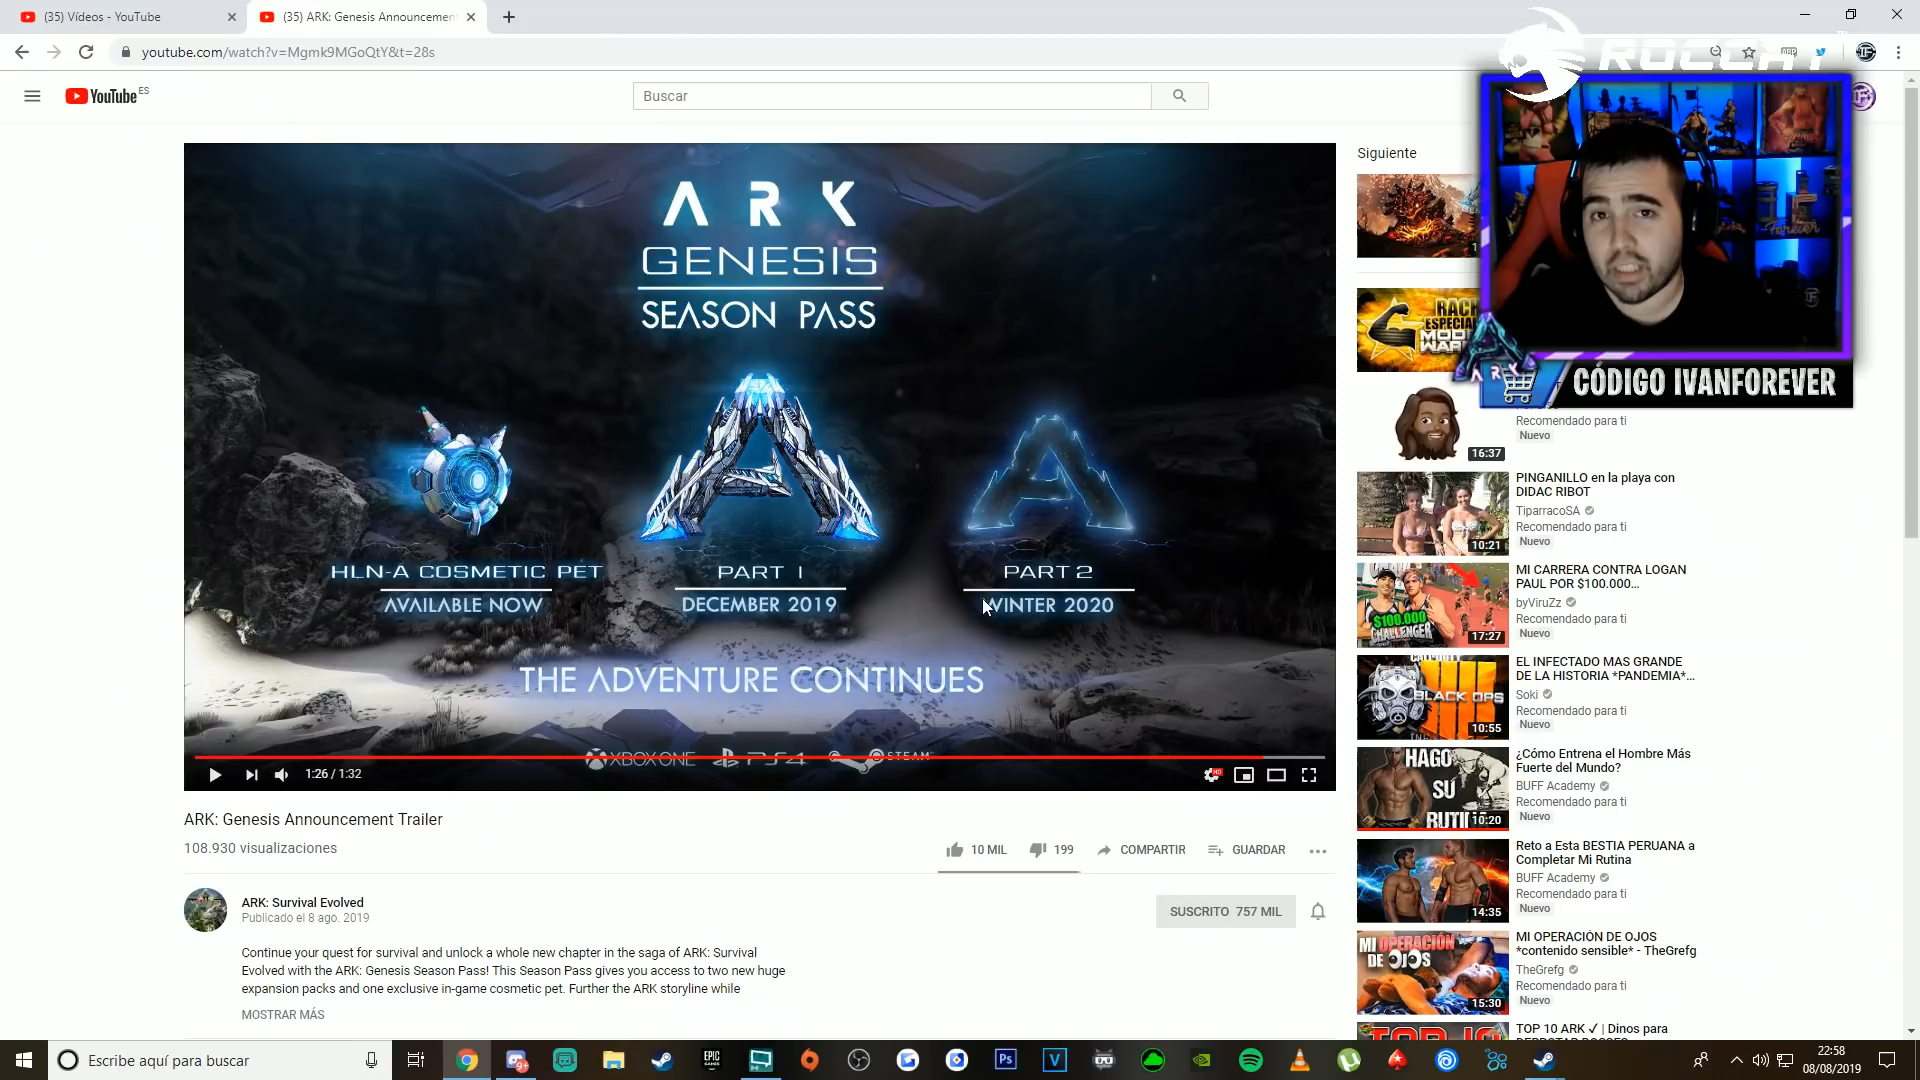 (35) Vídeos - YouTube
(35) ARK: Genesis Announcement
youtube.com/watch?v=Mgmk9MGoQtY&t=28s
ROCCAT
YouTube ES
Buscar
ARK
GENESIS
SEASON PASS
HLN-A COSMETIC PET
AVAILABLE NOW
PART 1
DECEMBER 2019
PART 2
WINTER 2020
THE ADVENTURE CONTINUES
XBOX ONE
PS4
STEAM
1:26 / 1:32
ARK: Genesis Announcement Trailer
108.930 visualizaciones
10 MIL
199
COMPARTIR
GUARDAR
ARK: Survival Evolved
Publicado el 8 ago. 2019
SUSCRITO 757 MIL
Continue your quest for survival and unlock a whole new chapter in the saga of ARK: Survival
Evolved with the ARK: Genesis Season Pass! This Season Pass gives you access to two new huge
expansion packs and one exclusive in-game cosmetic pet. Further the ARK storyline while
MOSTRAR MÁS
Siguiente
Forever
ARK
CÓDIGO IVANFOREVER
Recomendado para ti
Nuevo
16:37
PINGANILLO en la playa con
DIDAC RIBOT
TiparracoSA
Recomendado para ti
Nuevo
10:21
MI CARRERA CONTRA LOGAN
PAUL POR $100.000...
byViruZz
Recomendado para ti
Nuevo
$100.000
CHALLENGER
17:27
EL INFECTADO MAS GRANDE
DE LA HISTORIA *PANDEMIA*...
Soki
Recomendado para ti
Nuevo
BLACK OPS
10:55
¿Cómo Entrena el Hombre Más
Fuerte del Mundo?
BUFF Academy
Recomendado para ti
Nuevo
HAGO
SU
10:20
Reto a Esta BESTIA PERUANA a
Completar Mi Rutina
BUFF Academy
Recomendado para ti
Nuevo
14:35
MI OPERACIÓN DE OJOS
*contenido sensible* - TheGrefg
TheGrefg
Recomendado para ti
Nuevo
MI OPERACIÓN
DE OJOS
15:30
TOP 10 ARK ✓ | Dinos para
Escribe aquí para buscar
EPIC
GAMES
9+
Ps
V
22:58
08/08/2019